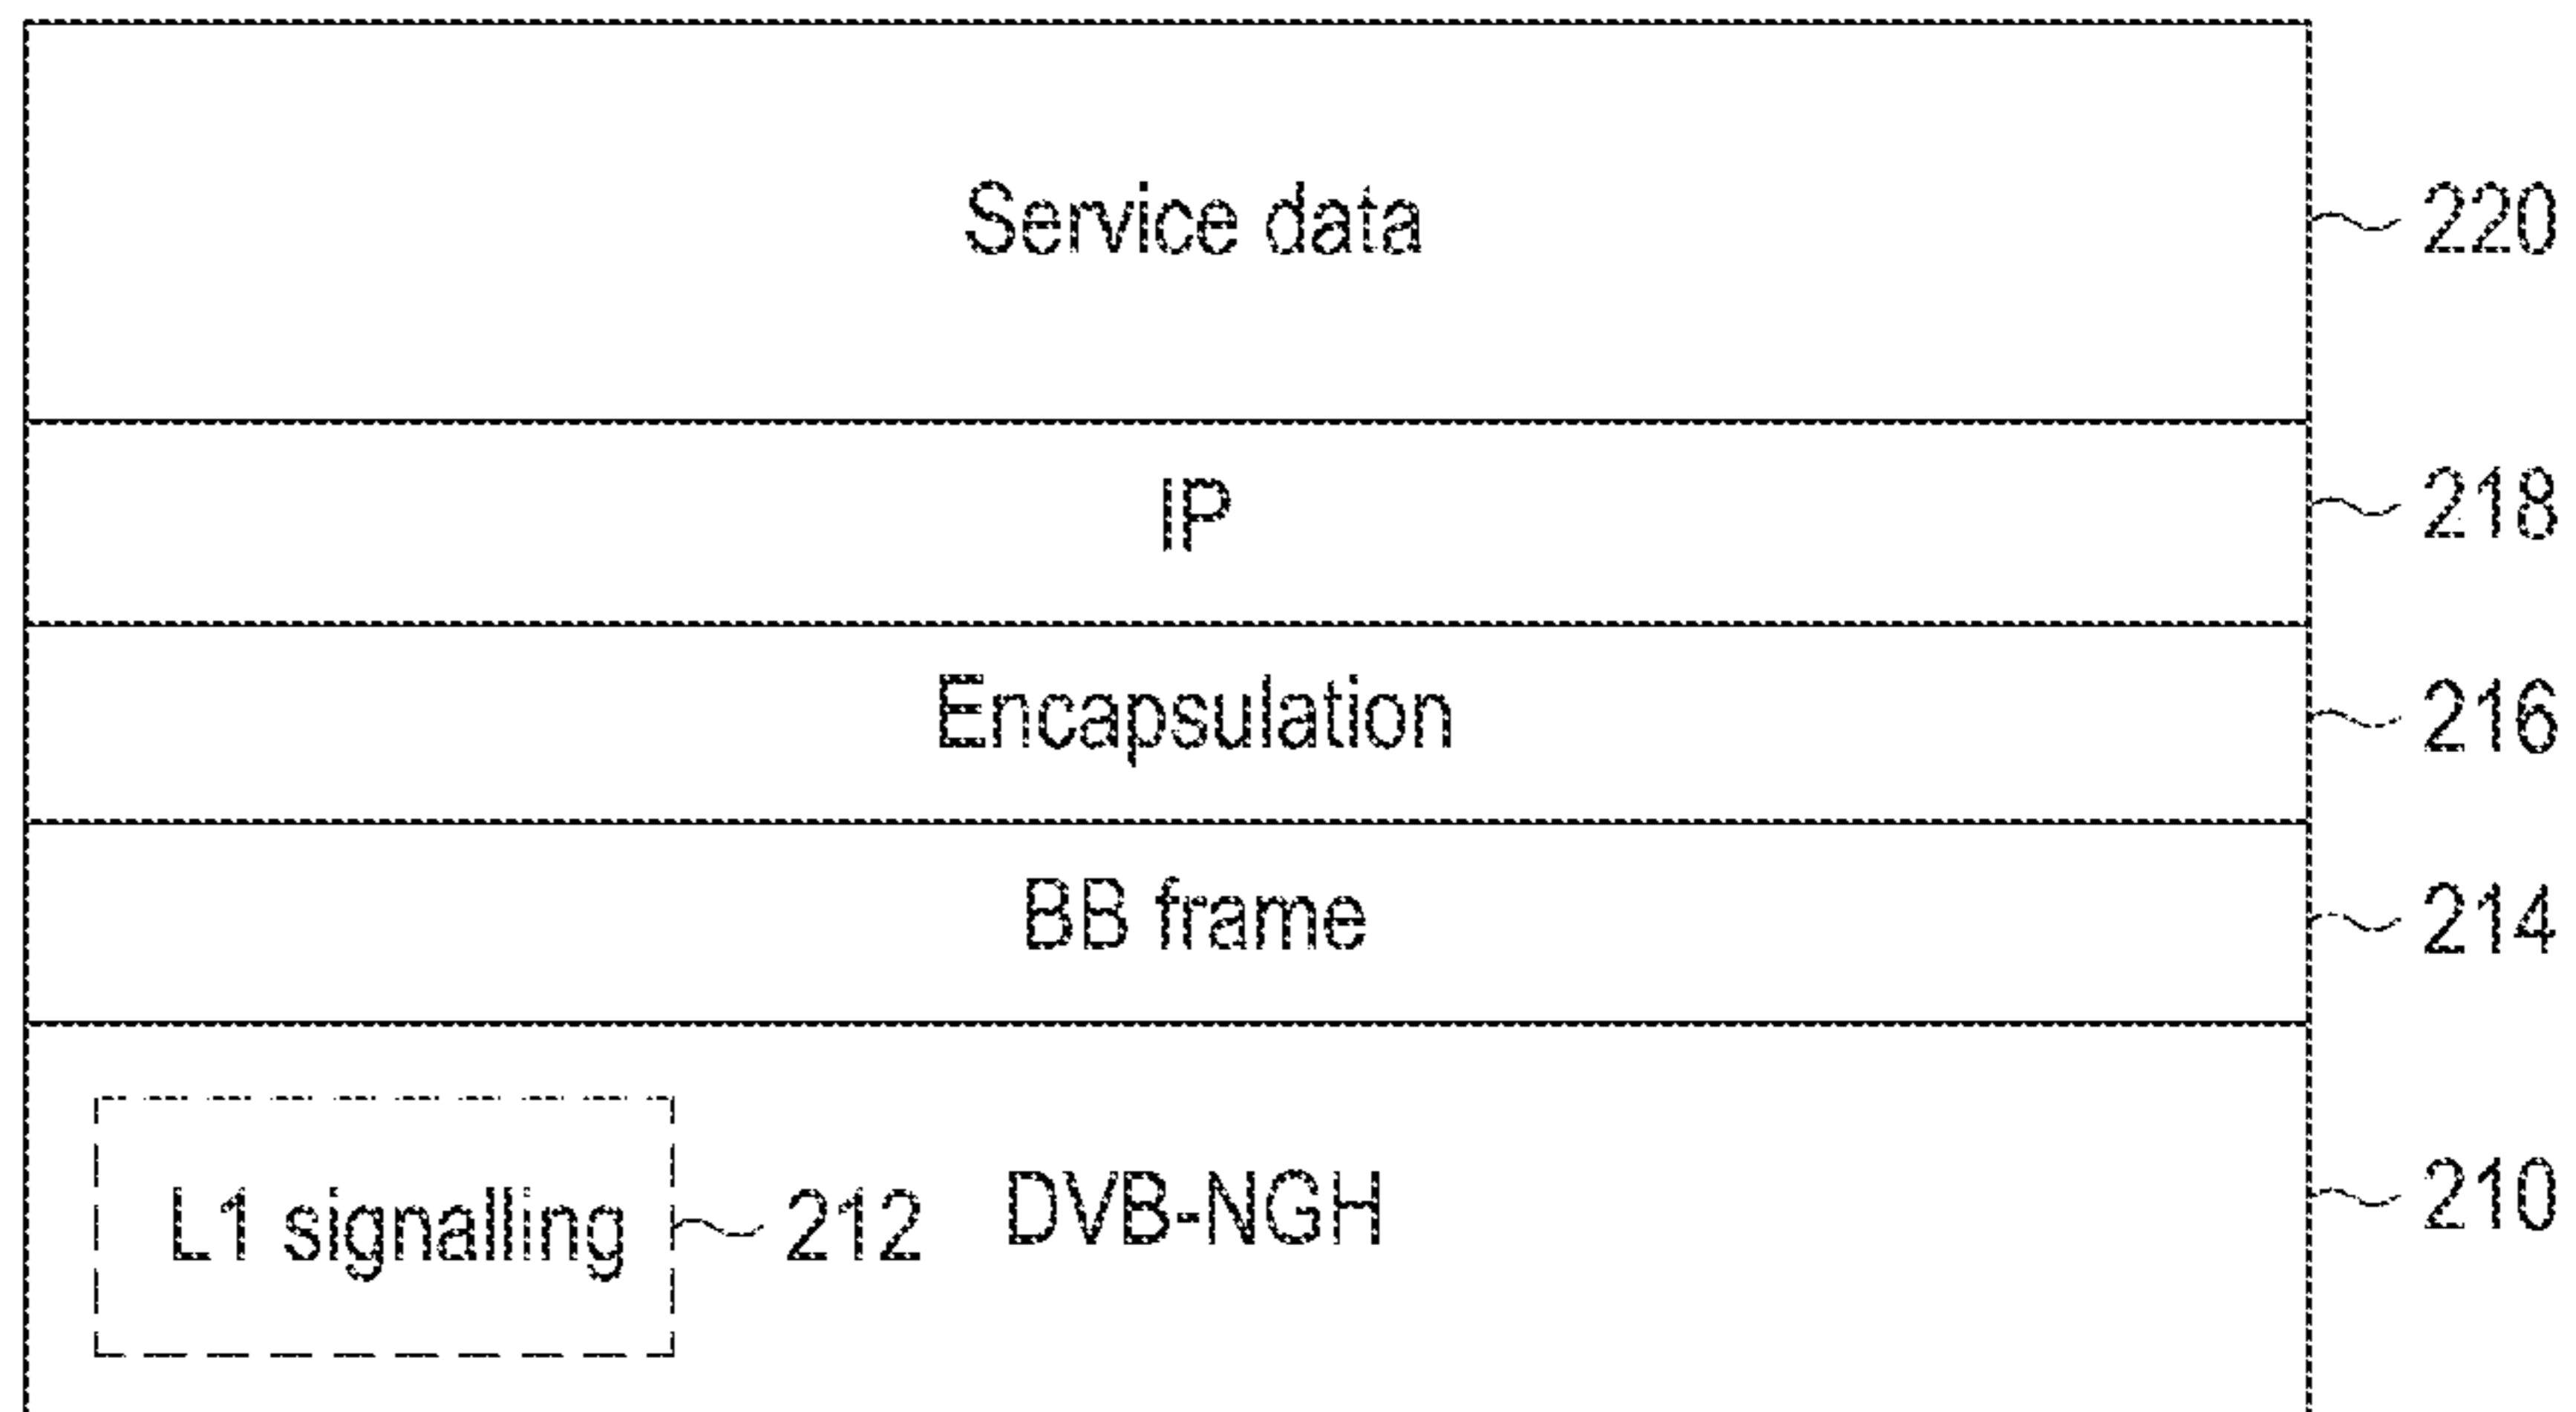 Service data 220
IP 218
Encapsulation 216
BB frame 214
L1 signalling 212 DVB-NGH 210